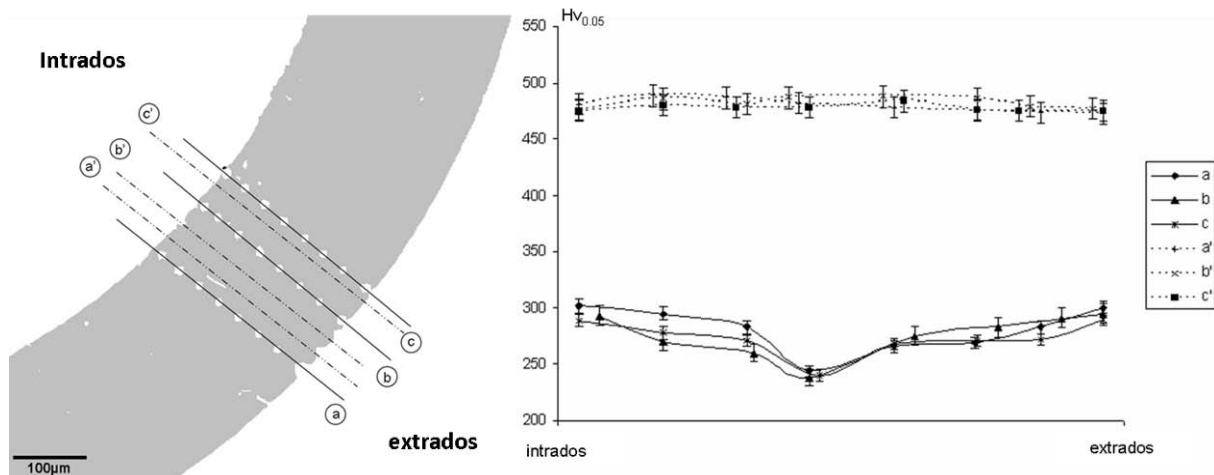 Intrados
c'
b'
a'
c
b
a
extrados
100µm
Hv0.05
550
500
450
400
350
300
250
200
intrados
extrados
a
b
c
a'
b'
c'